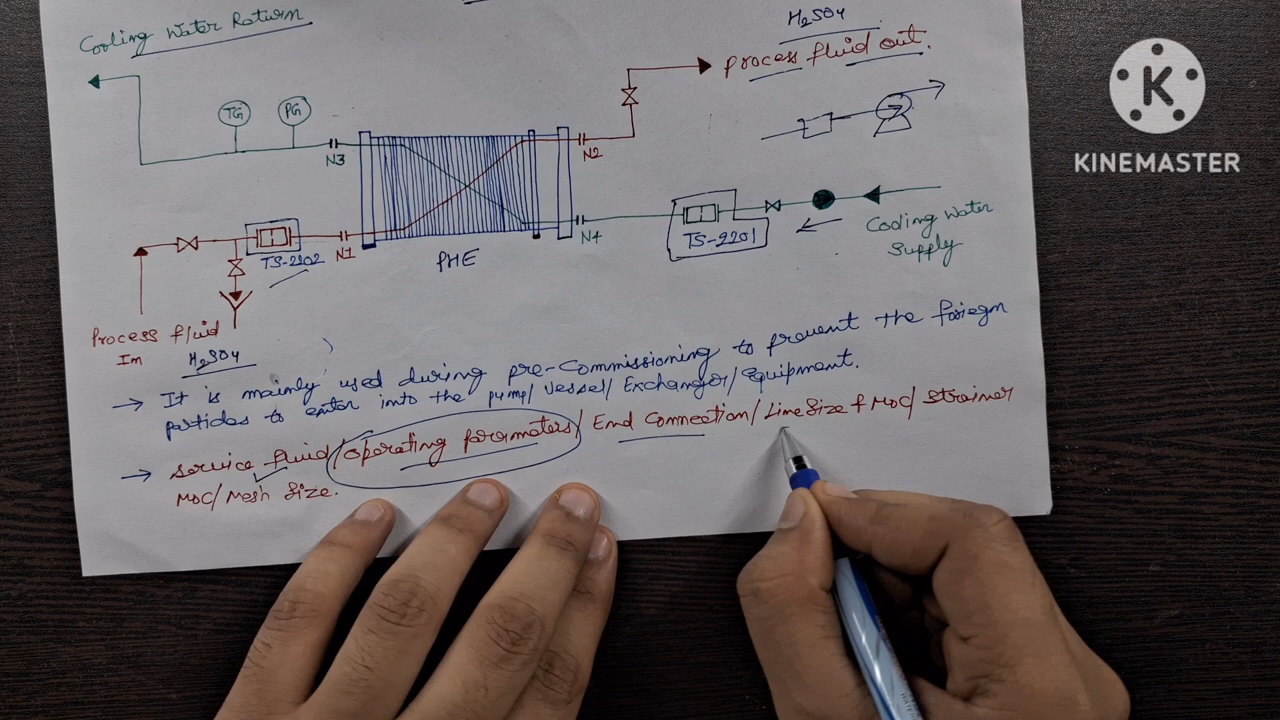 Cooling Water Return
H₂SO₄
Process fluid out.
K
KINEMASTER
TG
PG
N3
N2
N4
TS-2201
Cooling Water
Supply
TS-2202
N1
PHE
Process fluid
In
H₂SO₄
→ It is mainly used during pre-Commissioning to prevent the foriegn
particles to enter into the pump/vessel/Exchanger/Equipment.
→ Service fluid/operating parameters/End Connection/Line Size & MOC/Strainer
MOC/Mesh Size.